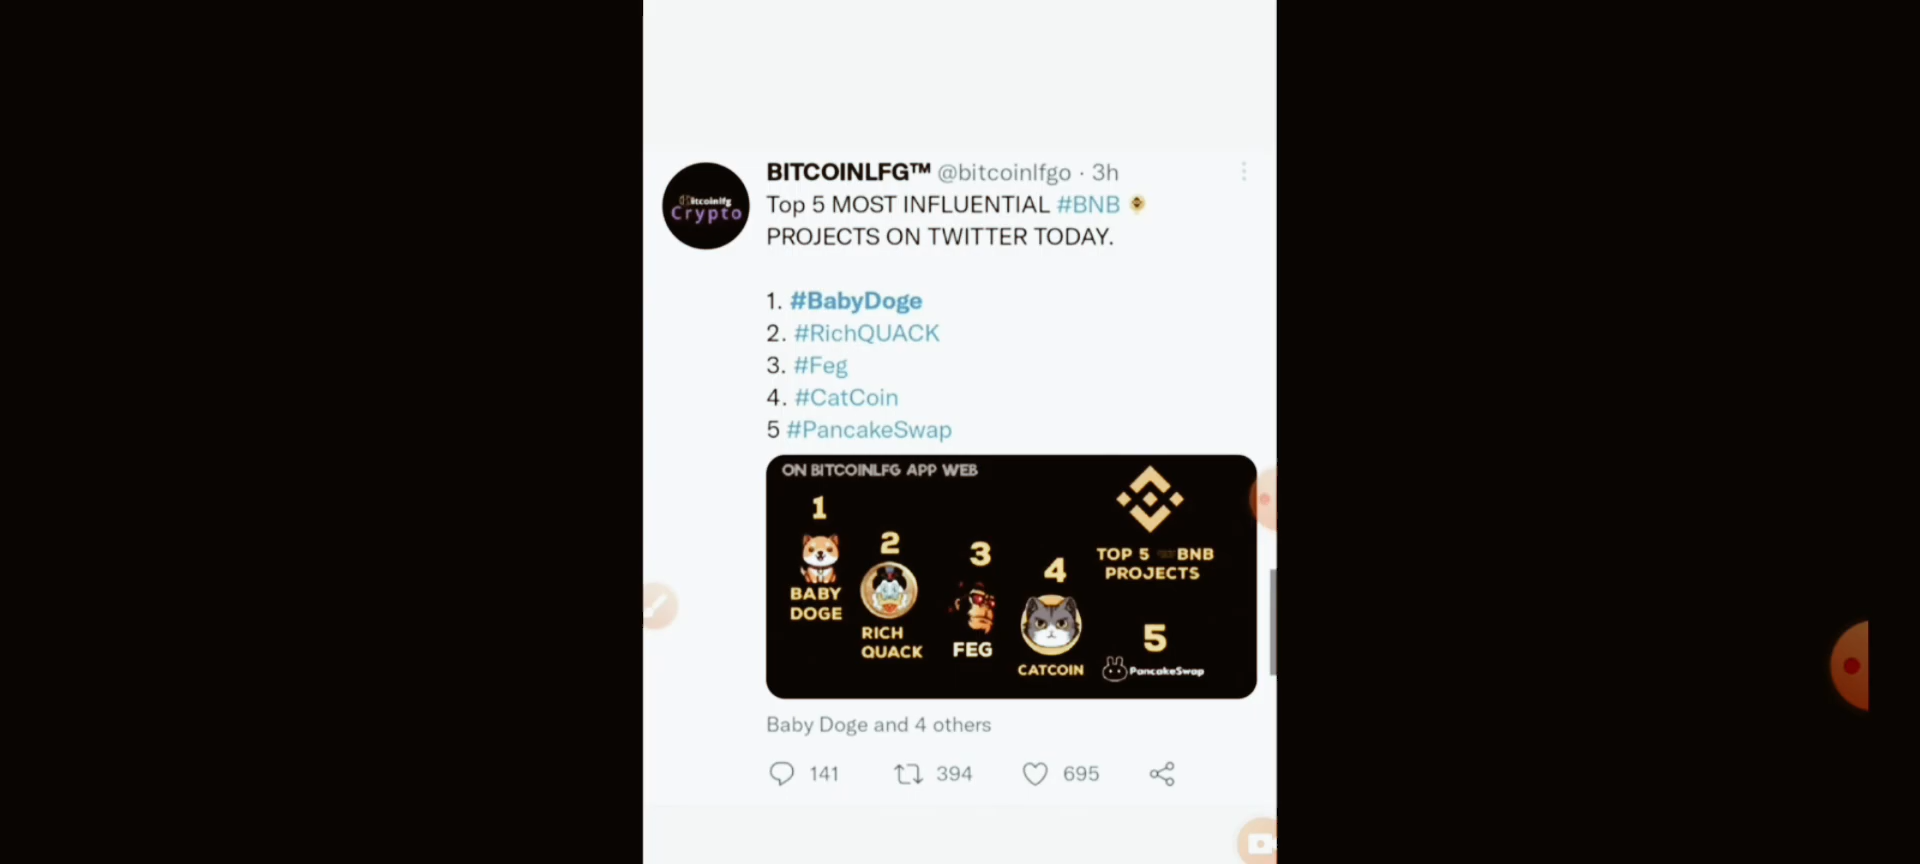 BITCOINLFG™ @bitcoinlfgo · 3h
Top 5 MOST INFLUENTIAL #BNB
PROJECTS ON TWITTER TODAY.
1. #BabyDoge
2. #RichQUACK
3. #Feg
4. #CatCoin
5 #PancakeSwap
Bitcoinlfg
Crypto
ON BITCOINLFG APP WEB
1
BABY
DOGE
2
RICH
QUACK
3
FEG
4
CATCOIN
TOP 5 BNB
PROJECTS
5
PancakeSwap
Baby Doge and 4 others
141 394 695